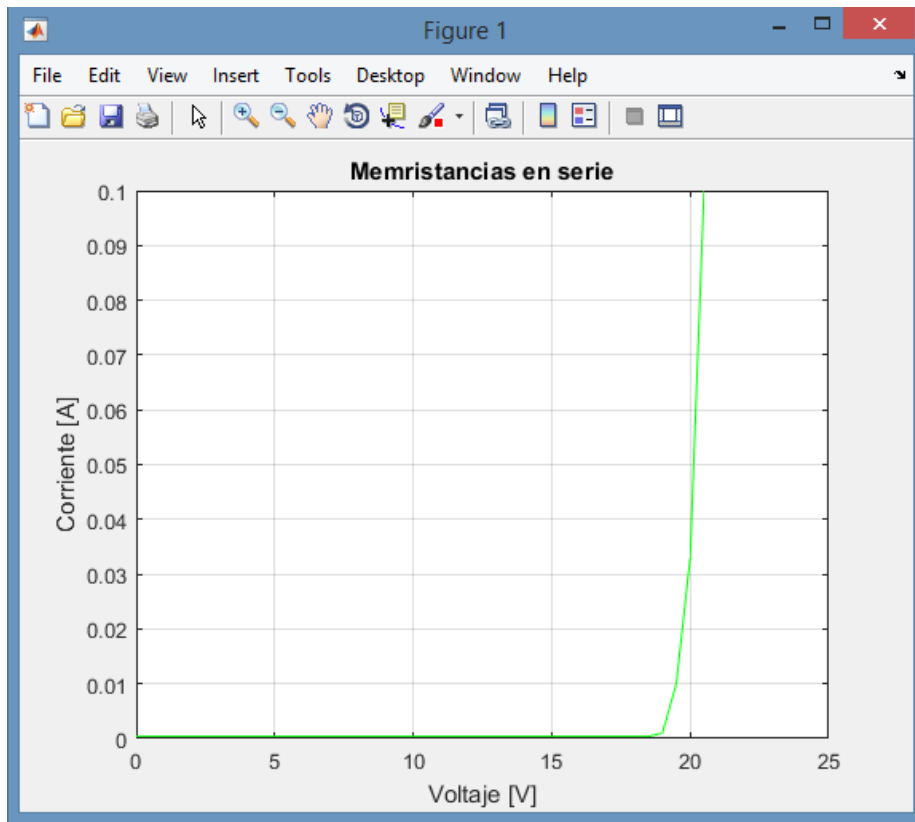 Figure 1
File Edit View Insert Tools Desktop Window Help
Memristancias en serie
0.1
0.09
0.08
0.07
0.06
0.05
0.04
0.03
0.02
0.01
0
Corriente [A]
0 5 10 15 20 25
Voltaje [V]